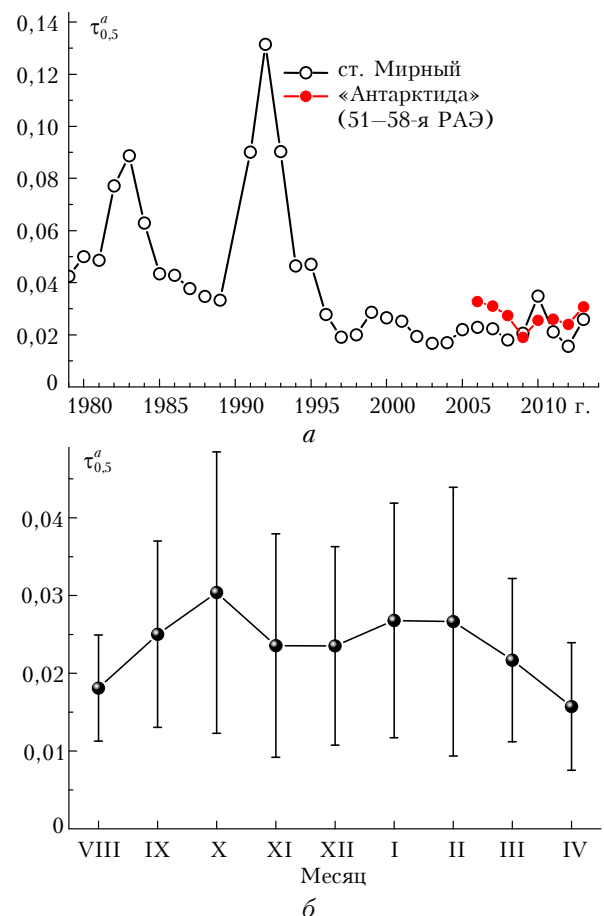 0,14
τᵃ₀,₅
0,12
0,10
0,08
0,06
0,04
0,02
0
ст. Мирный
«Антарктида»
(51–58-я РАЭ)
1980 1985 1990 1995 2000 2005 2010 г.
а
τᵃ₀,₅
0,04
0,03
0,02
0,01
0
VIII IX X XI XII I II III IV
Месяц
б